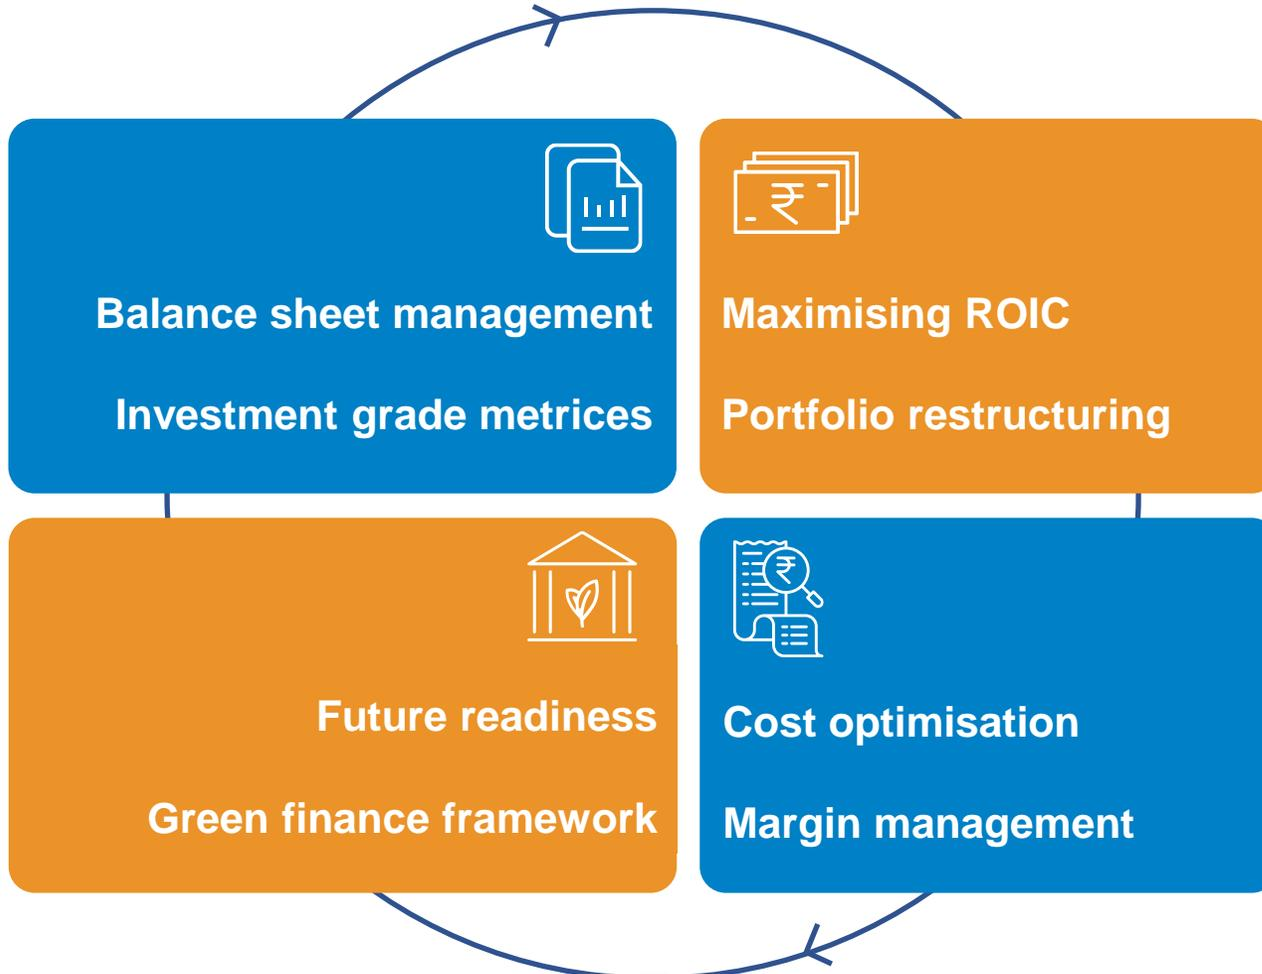 Balance sheet management
Investment grade metrices
Maximising ROIC
Portfolio restructuring
Future readiness
Green finance framework
Cost optimisation
Margin management